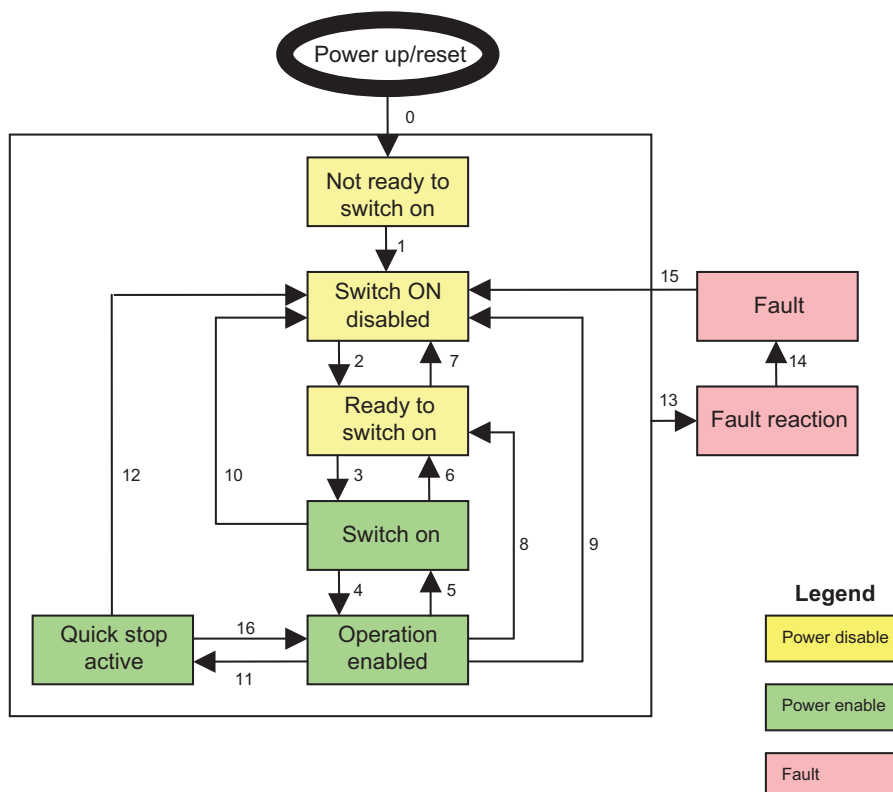 Power up/reset
0
Not ready to
switch on
1
Switch ON
disabled
15
Fault
2
7
14
Ready to
switch on
13
Fault reaction
12
10
3
6
Switch on
8
9
4
5
Quick stop
active
16
11
Operation
enabled
Legend
Power disable
Power enable
Fault